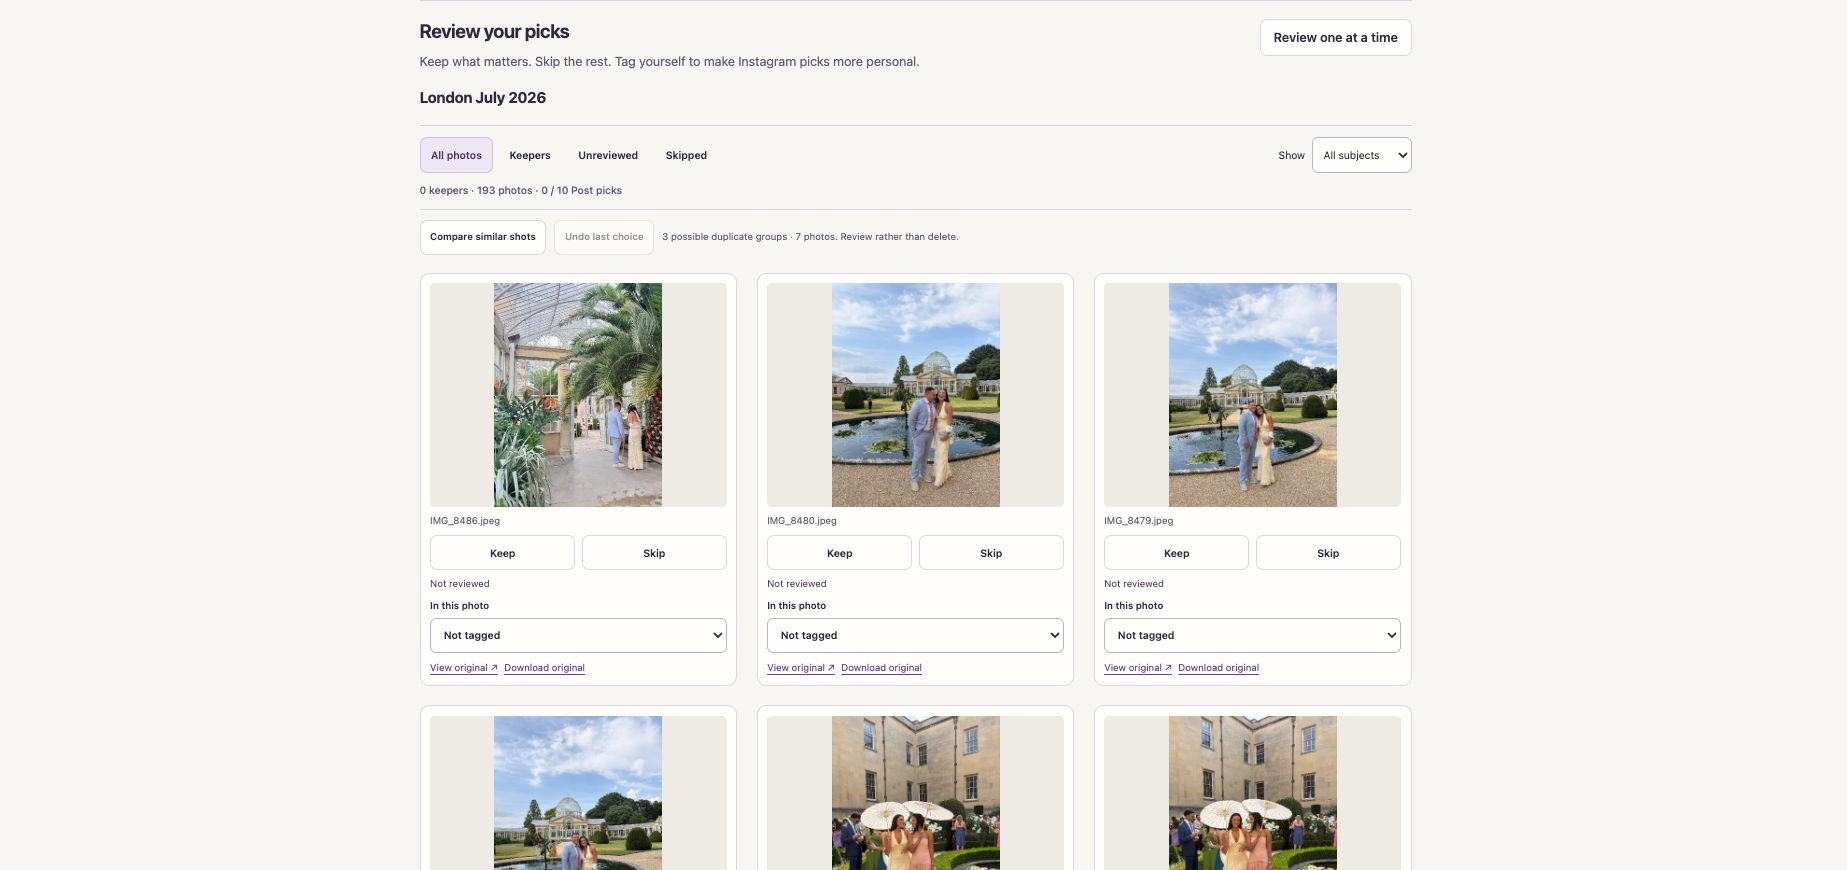 Review your picks
Review one at a time
Keep what matters. Skip the rest. Tag yourself to make Instagram picks more personal.
London July 2026
All photos Keepers Unreviewed Skipped Show All subjects
0 keepers · 193 photos · 0 / 10 Post picks
Compare similar shots Undo last choice 3 possible duplicate groups · 7 photos. Review rather than delete.
IMG_8486.jpeg IMG_8480.jpeg IMG_8479.jpeg
Keep Skip Keep Skip Keep Skip
Not reviewed Not reviewed Not reviewed
In this photo In this photo In this photo
Not tagged Not tagged Not tagged
View original ↗ Download original View original ↗ Download original View original ↗ Download original